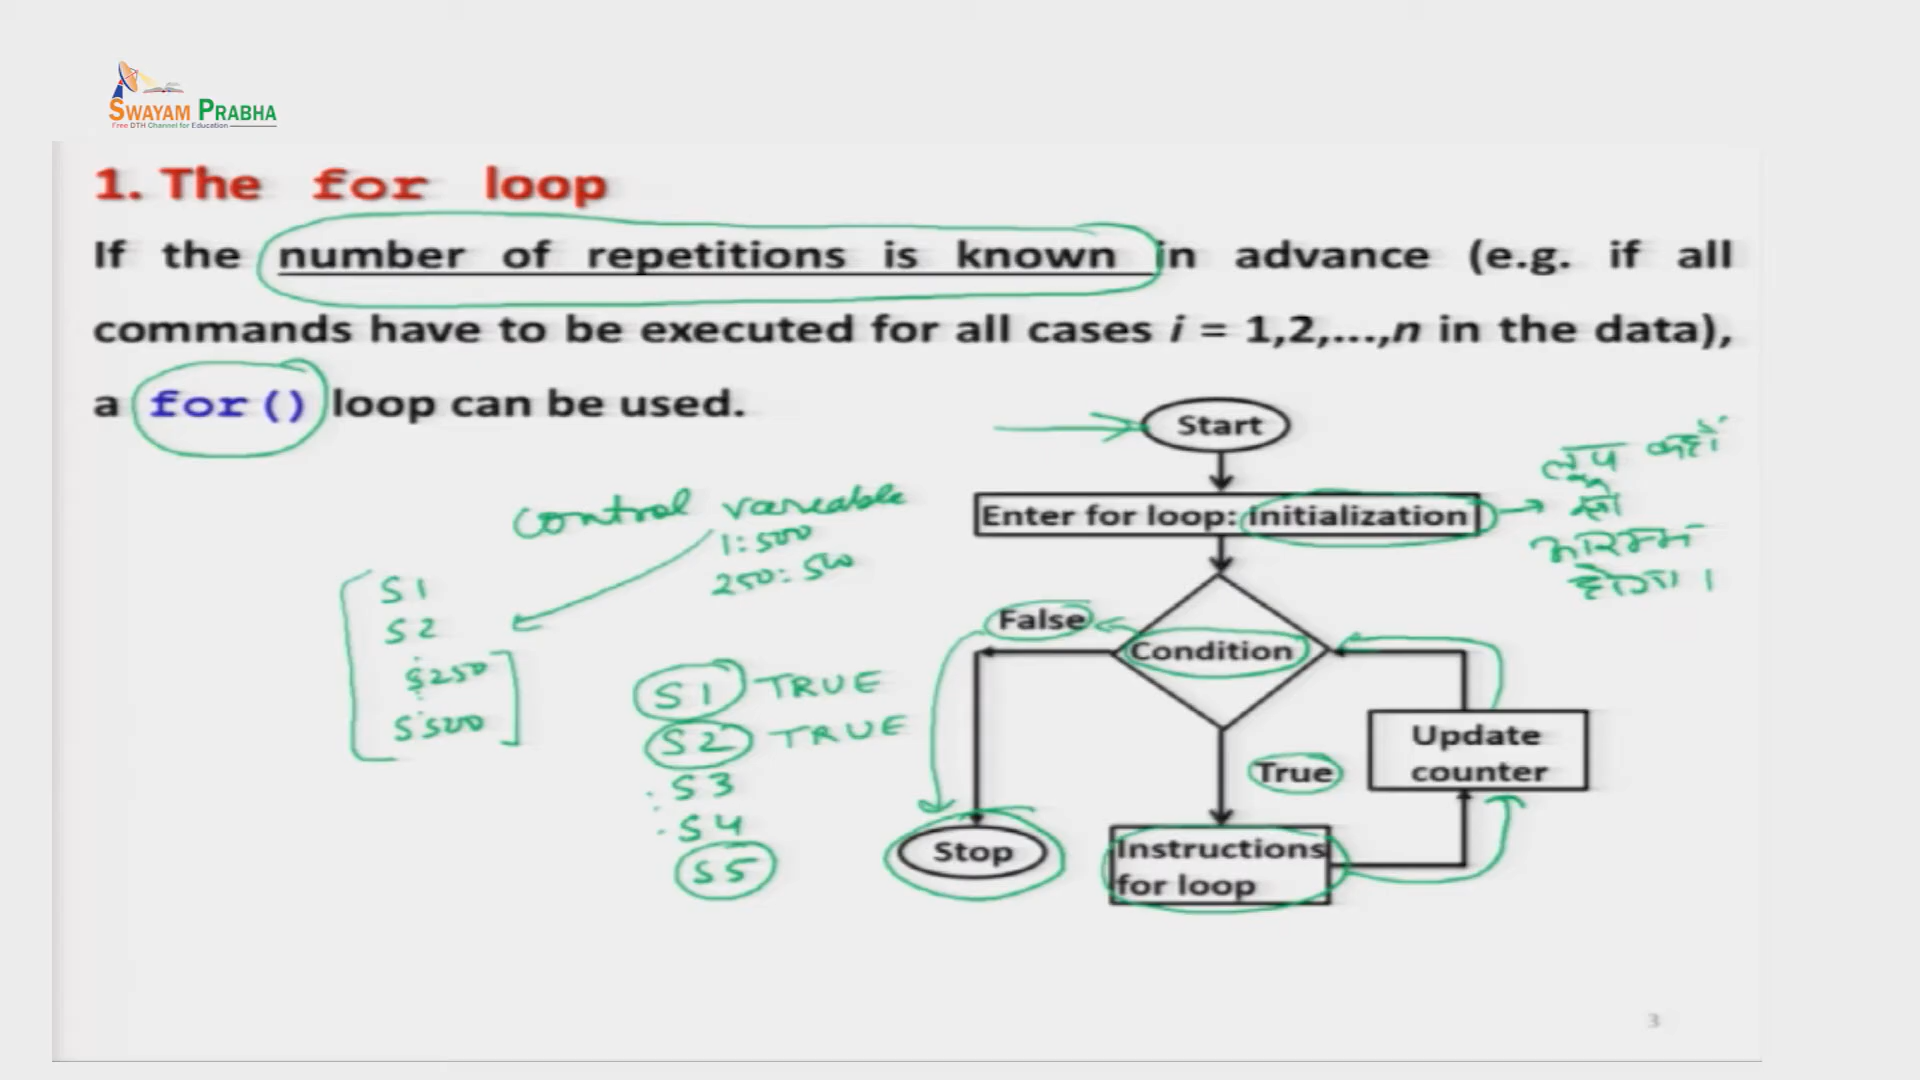 SWAYAM PRABHA
Free DTH Channel for Education
1. The for loop
If the number of repetitions is known in advance (e.g. if all
commands have to be executed for all cases i = 1,2,...,n in the data),
a for() loop can be used.
Start
Enter for loop: initialization
लूप कहाँ
से
प्रारम्भ
होगा।
control variable
1:500
250:500
S1
S2
S250
S500
False
Condition
S1 TRUE
S2 TRUE
S3
S4
S5
True
Update
counter
Stop
Instructions
for loop
3